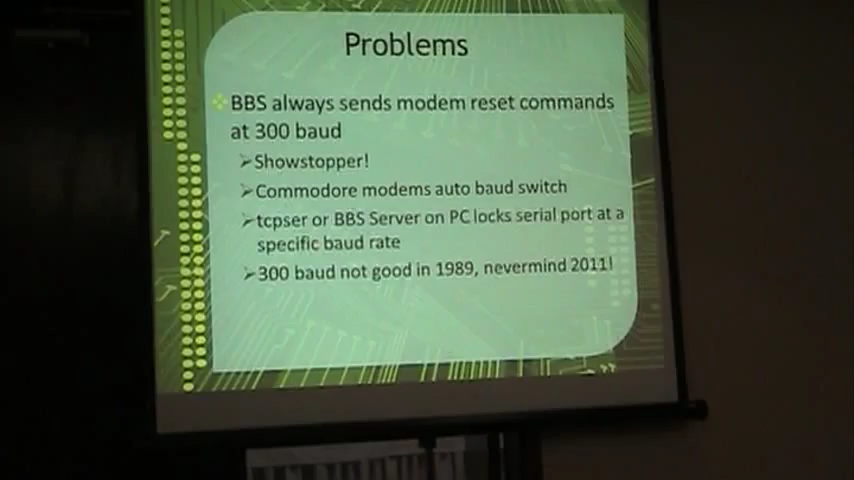 Problems
BBS always sends modem reset commands
at 300 baud
Showstopper!
Commodore modems auto baud switch
tcpser or BBS Server on PC locks serial port at a
specific baud rate
300 baud not good in 1989, nevermind 2011!